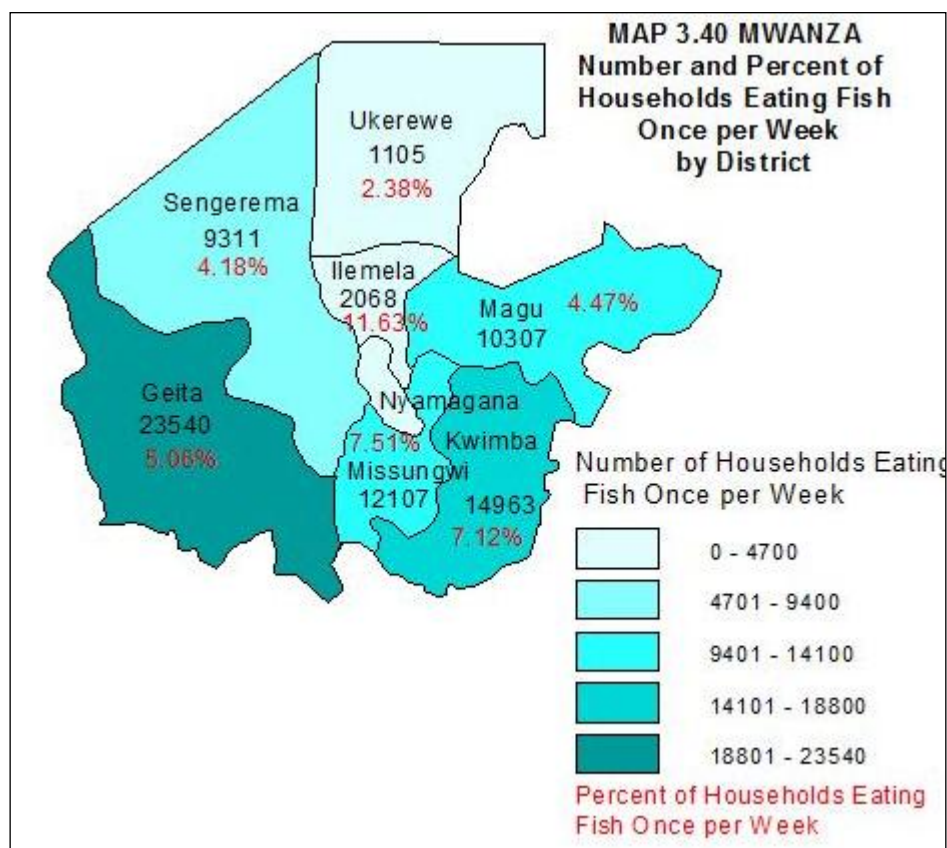 MAP 3.40 MWANZA
Number and Percent of
Households Eating Fish
Once per Week
by District
Ukerewe
1105
2.38%
Sengerema
9311
4.18%
Ilemela
2068
11.63%
Magu
10307
4.47%
Geita
23540
5.06%
Nyamagana
7.51%
Missungwi
12107
Kwimba
14963
7.12%
Number of Households Eating
Fish Once per Week
0 - 4700
4701 - 9400
9401 - 14100
14101 - 18800
18801 - 23540
Percent of Households Eating
Fish Once per Week